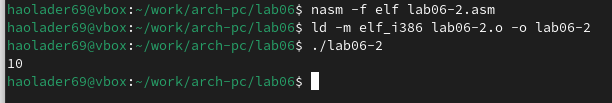 haolader69@vbox:~/work/arch-pc/lab06$ nasm -f elf lab06-2.asm
haolader69@vbox:~/work/arch-pc/lab06$ ld -m elf_i386 lab06-2.o -o lab06-2
haolader69@vbox:~/work/arch-pc/lab06$ ./lab06-2
10
haolader69@vbox:~/work/arch-pc/lab06$